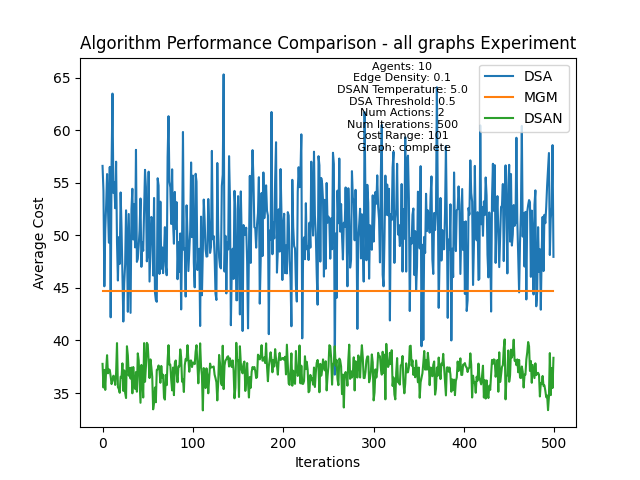 Algorithm Performance Comparison - all graphs Experiment
Agents: 10
Edge Density: 0.1
DSAN Temperature: 5.0
DSA Threshold: 0.5
Num Actions: 2
Num Iterations: 500
Cost Range: 101
Graph: complete
DSA
MGM
DSAN
Average Cost
65
60
55
50
45
40
35
0
100
200
300
400
500
Iterations